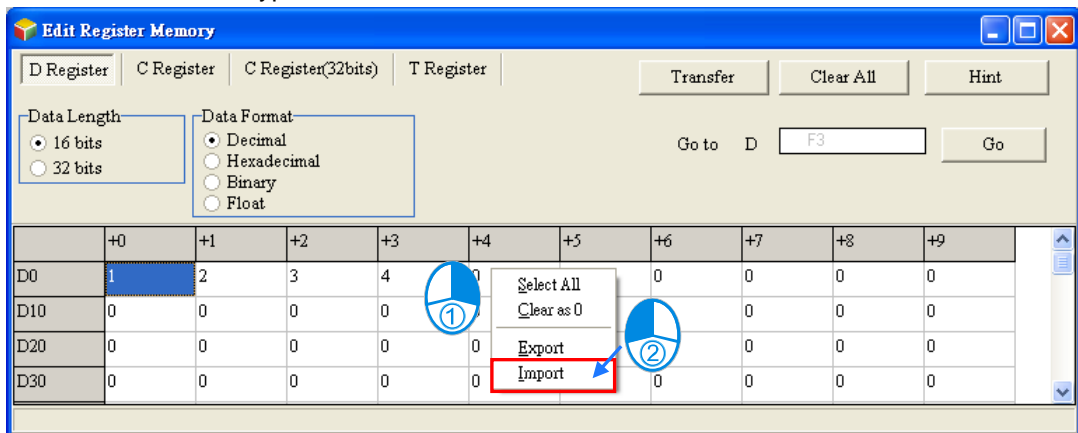 Edit Register Memory
D Register C Register C Register(32bits) T Register Transfer Clear All Hint
Data Length Data Format
16 bits Decimal Go to D F3 Go
32 bits Hexadecimal
Binary
Float
+0 +1 +2 +3 +4 +5 +6 +7 +8 +9
D0 1 2 3 4 0 0 0 0 0
Select All
D10 0 0 0 0 0 0 0
Clear as 0
①
D20 0 0 0 0 0 0 0 0
Export
②
D30 0 0 0 0 0 0 0 0 0
Import